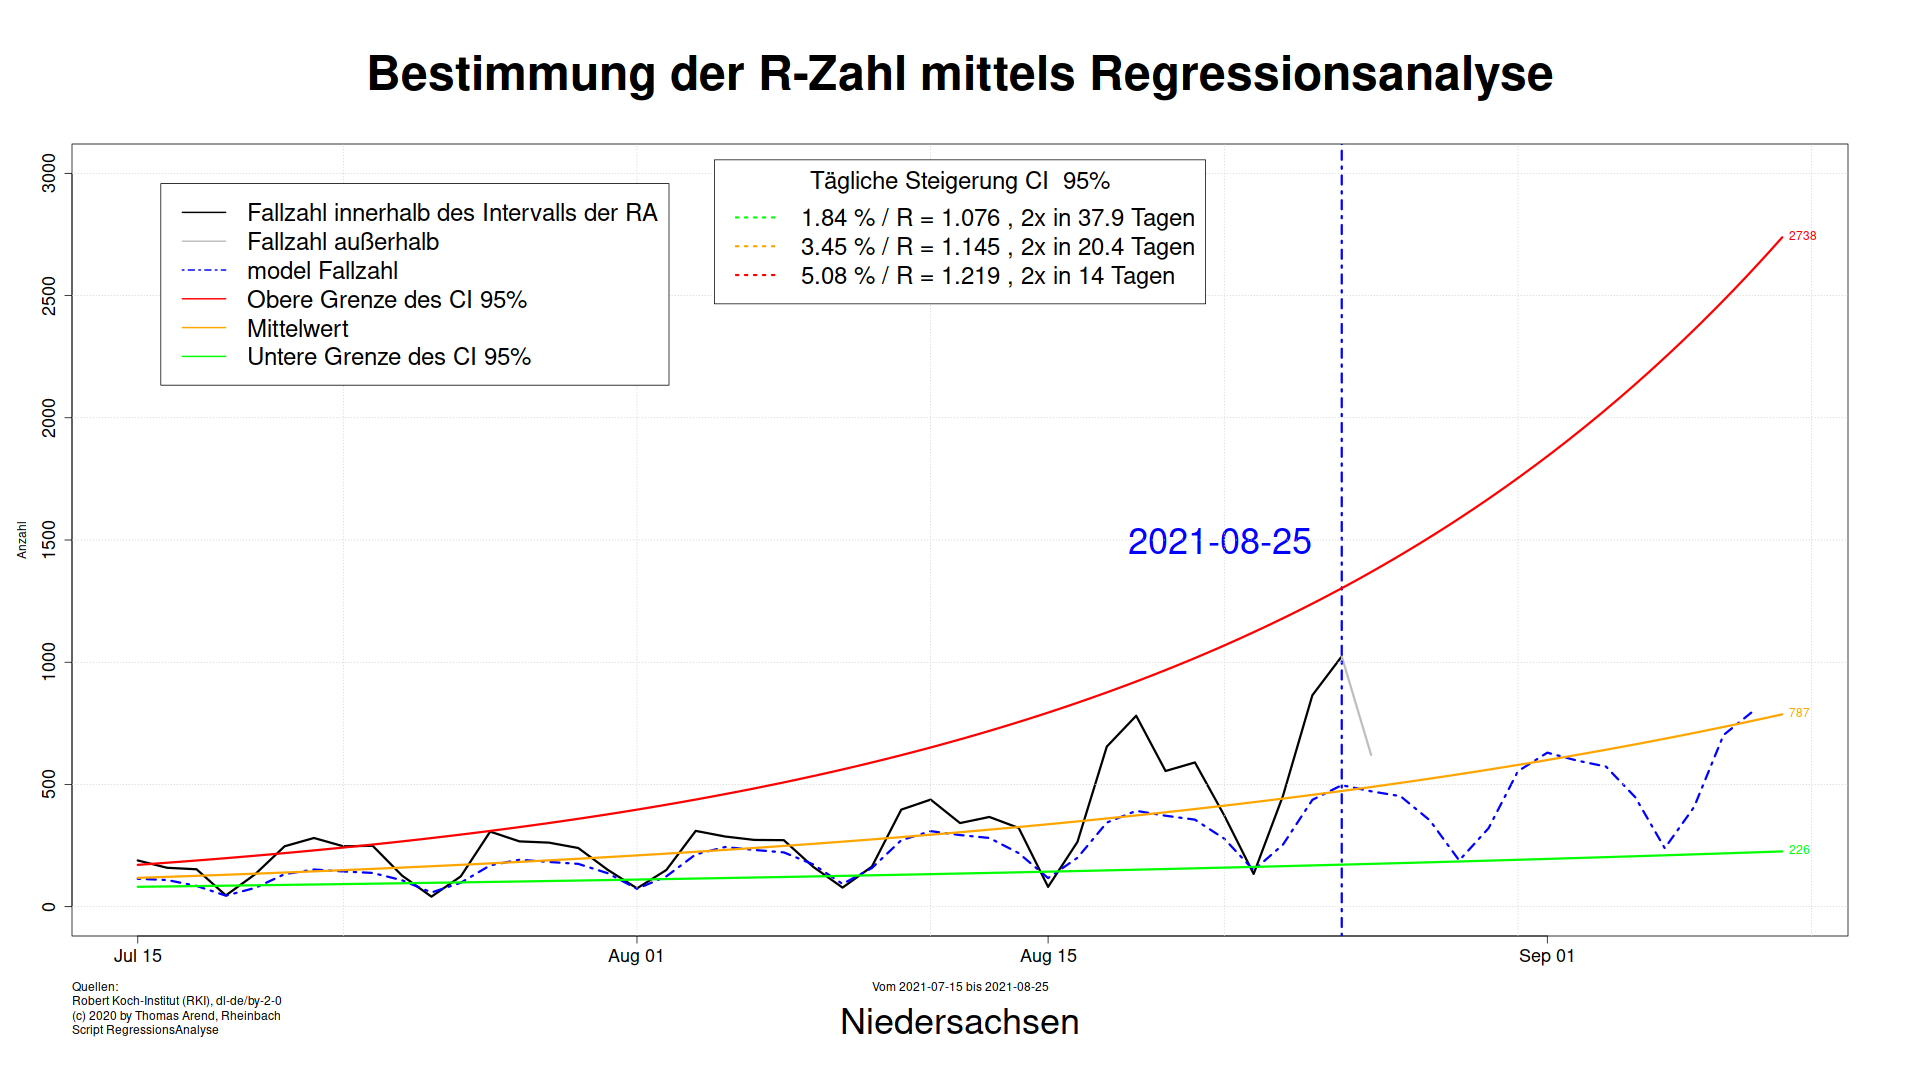 Bestimmung der R-Zahl mittels Regressionsanalyse
Tägliche Steigerung CI  95%
1.84 % / R = 1.076 , 2x in 37.9 Tagen
3.45 % / R = 1.145 , 2x in 20.4 Tagen
5.08 % / R = 1.219 , 2x in 14 Tagen
Fallzahl innerhalb des Intervalls der RA
Fallzahl außerhalb
model Fallzahl
Obere Grenze des CI 95%
Mittelwert
Untere Grenze des CI 95%
3000
2500
2000
1500
1000
500
0
Anzahl
2021-08-25
2738
787
226
Jul 15
Aug 01
Aug 15
Sep 01
Quellen:
Robert Koch-Institut (RKI), dl-de/by-2-0
(c) 2020 by Thomas Arend, Rheinbach
Script RegressionsAnalyse
Vom 2021-07-15 bis 2021-08-25
Niedersachsen